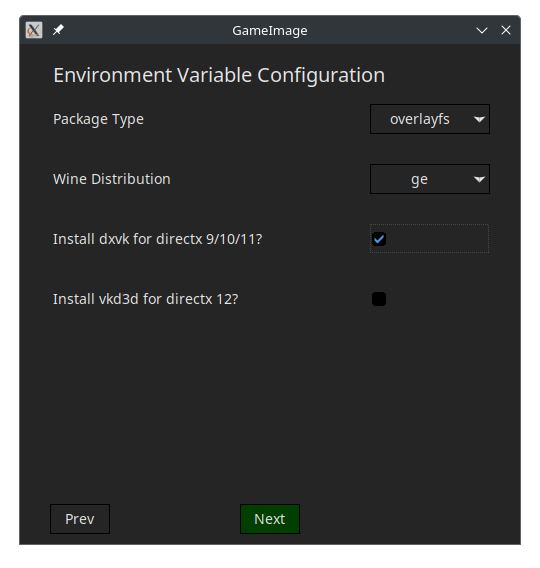 GameImage
Environment Variable Configuration
Package Type overlayfs
Wine Distribution ge
Install dxvk for directx 9/10/11?
Install vkd3d for directx 12?
Prev Next